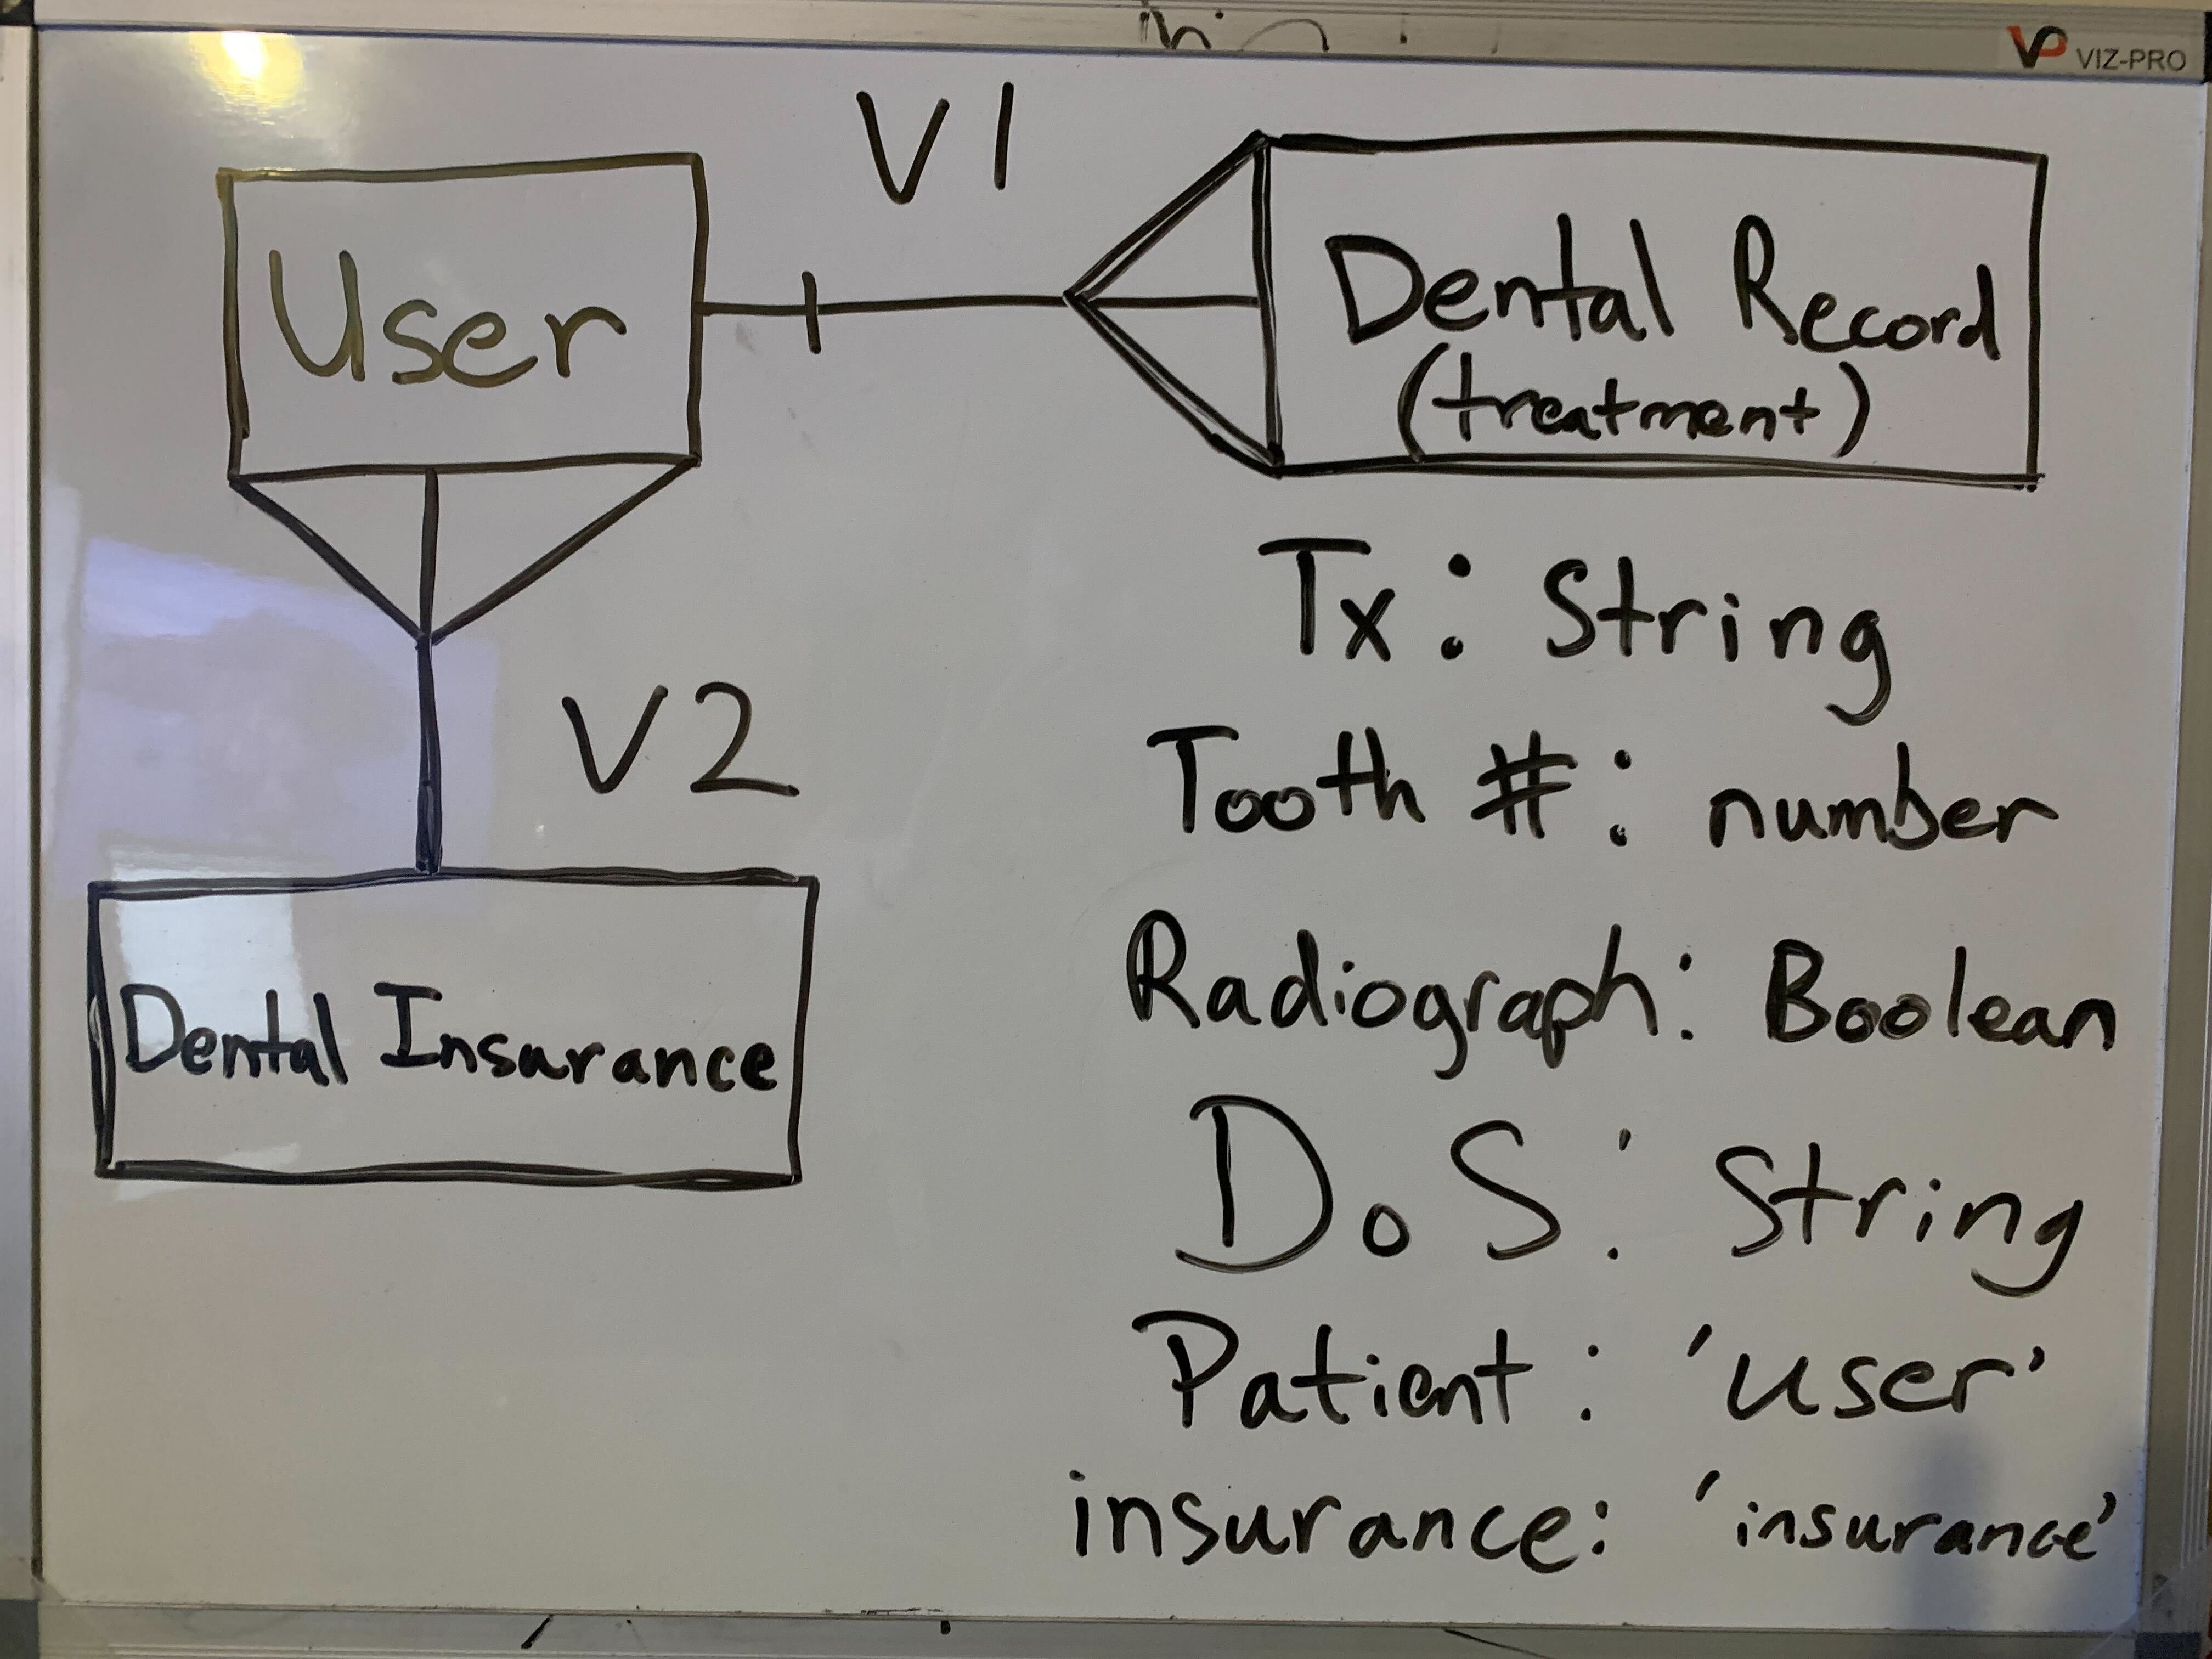 VP VIZ-PRO
V1
User
Dental Record
(treatment)
Tx: String
V2
Tooth #: number
Radiograph: Boolean
Dental Insurance
DoS: String
Patient: 'user'
insurance: 'insurance'